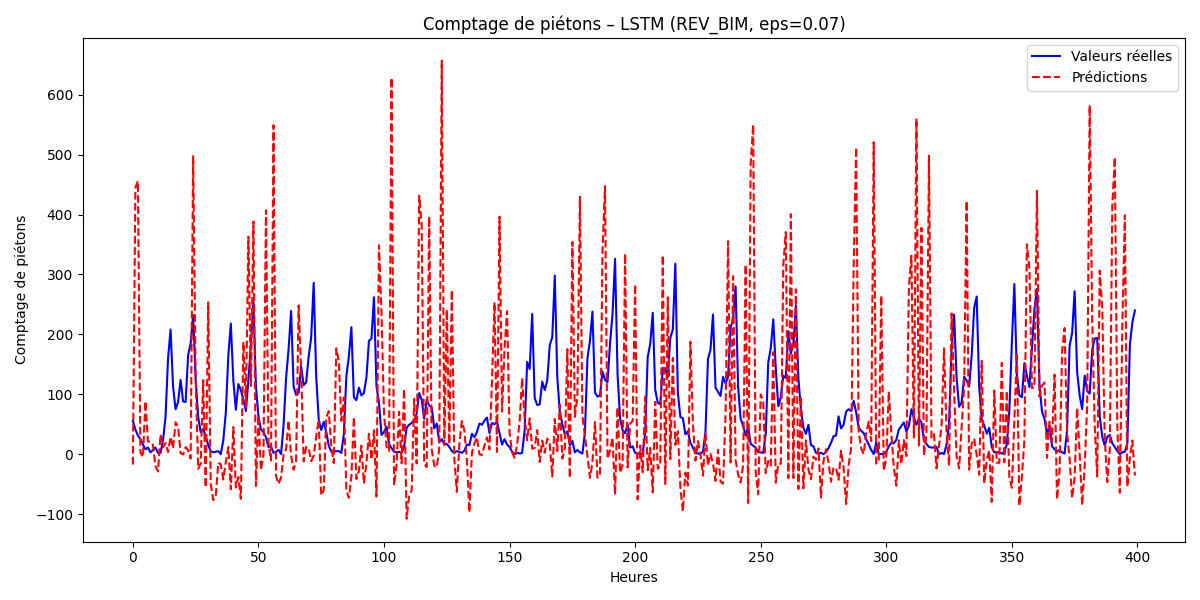 Comptage de piétons – LSTM (REV_BIM, eps=0.07)
Valeurs réelles
Prédictions
Comptage de piétons
600
500
400
300
200
100
0
−100
0 50 100 150 200 250 300 350 400
Heures